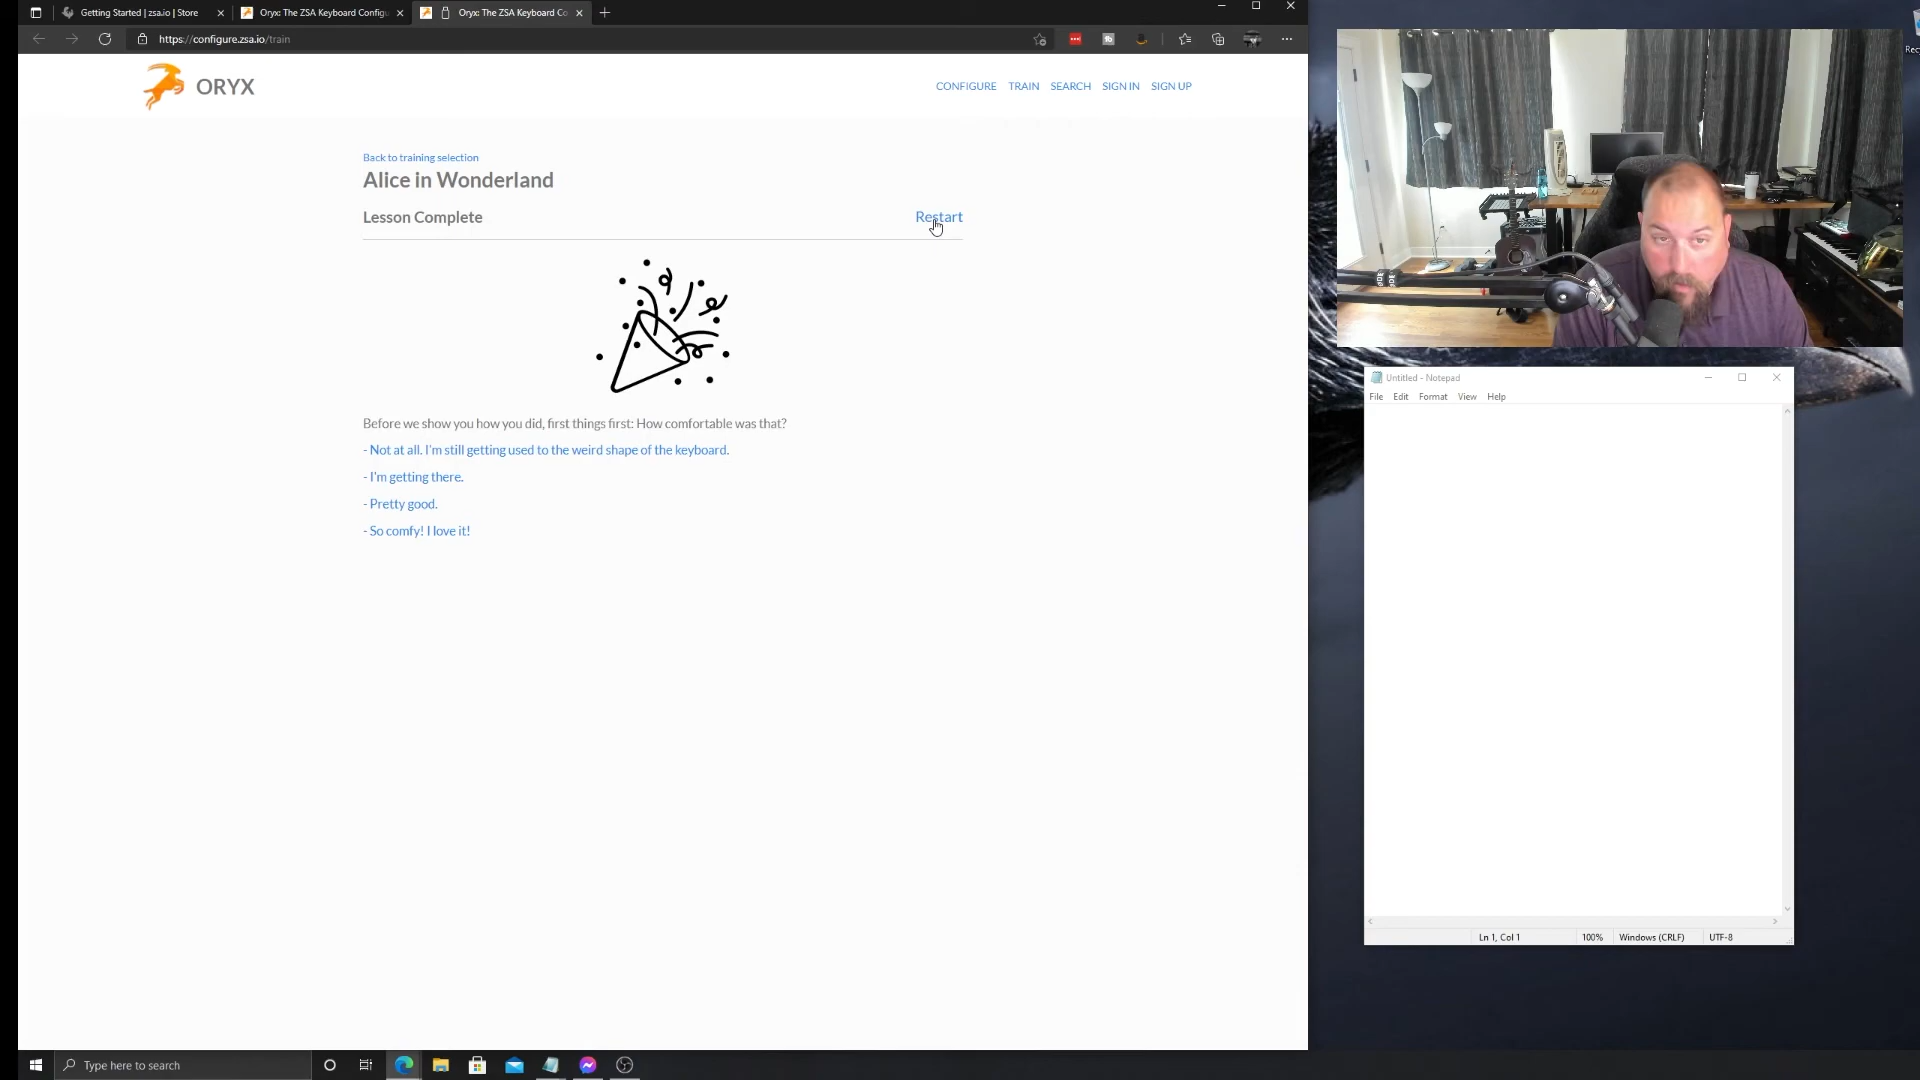 Getting Started | zsa.io | Store
Oryx: The ZSA Keyboard Configu
Oryx: The ZSA Keyboard Co
https://configure.zsa.io/train
ORYX
CONFIGURE TRAIN SEARCH SIGN IN SIGN UP
Back to training selection
Alice in Wonderland
Lesson Complete
Restart
Before we show you how you did, first things first: How comfortable was that?
- Not at all. I'm still getting used to the weird shape of the keyboard.
- I'm getting there.
- Pretty good.
- So comfy! I love it!
Type here to search
Rec
RODE
Untitled - Notepad
File Edit Format View Help
Ln 1, Col 1 100% Windows (CRLF) UTF-8